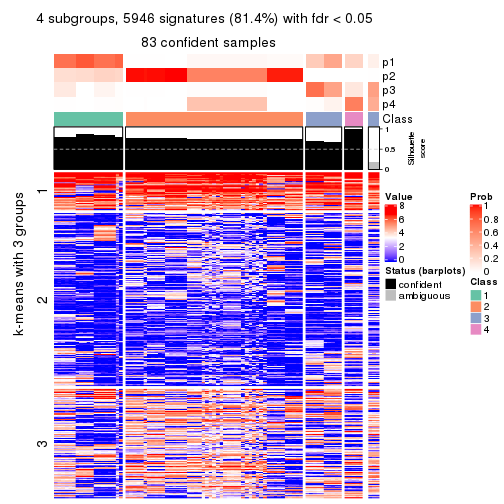 4 subgroups, 5946 signatures (81.4%) with fdr < 0.05
83 confident samples
p1
p2
p3
p4
Class
1
0.5
0
Silhouette
score
k-means with 3 groups
1
2
3
Value
8
6
4
2
0
Status (barplots)
confident
ambiguous
Prob
1
0.8
0.6
0.4
0.2
0
Class
1
2
3
4